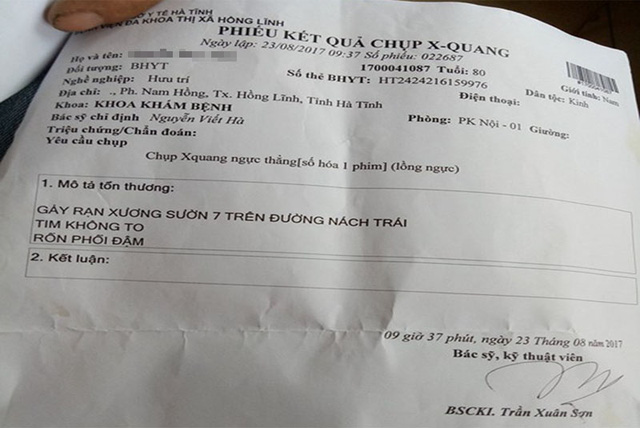 SỞ Y TẾ HÀ TĨNH
BỆNH VIỆN ĐA KHOA THỊ XÃ HỒNG LĨNH
PHIẾU KẾT QUẢ CHỤP X-QUANG
Ngày lập: 23/08/2017 09:37 Số phiếu: 022687
Họ và tên: 1700041087 Tuổi: 80 Giới tính: Nam
Đối tượng: BHYT Số thẻ BHYT: HT2424216159976 Dân tộc: Kinh
Nghề nghiệp: Hưu trí Điện thoại:
Địa chỉ: ., Ph. Nam Hồng, Tx. Hồng Lĩnh, Tỉnh Hà Tĩnh
Khoa: KHOA KHÁM BỆNH Phòng: PK Nội - 01 Giường:
Bác sỹ chỉ định Nguyễn Viết Hà
Triệu chứng/Chẩn đoán:
Yêu cầu chụp
Chụp Xquang ngực thẳng[số hóa 1 phim] (lồng ngực)
1. Mô tả tổn thương:
GÃY RẠN XƯƠNG SƯỜN 7 TRÊN ĐƯỜNG NÁCH TRÁI
TIM KHÔNG TO
RỐN PHỔI ĐẬM
2. Kết luận:
09 giờ 37 phút, ngày 23 Tháng 08 năm 2017
Bác sỹ, kỹ thuật viên
BSCKI. Trần Xuân Sơn